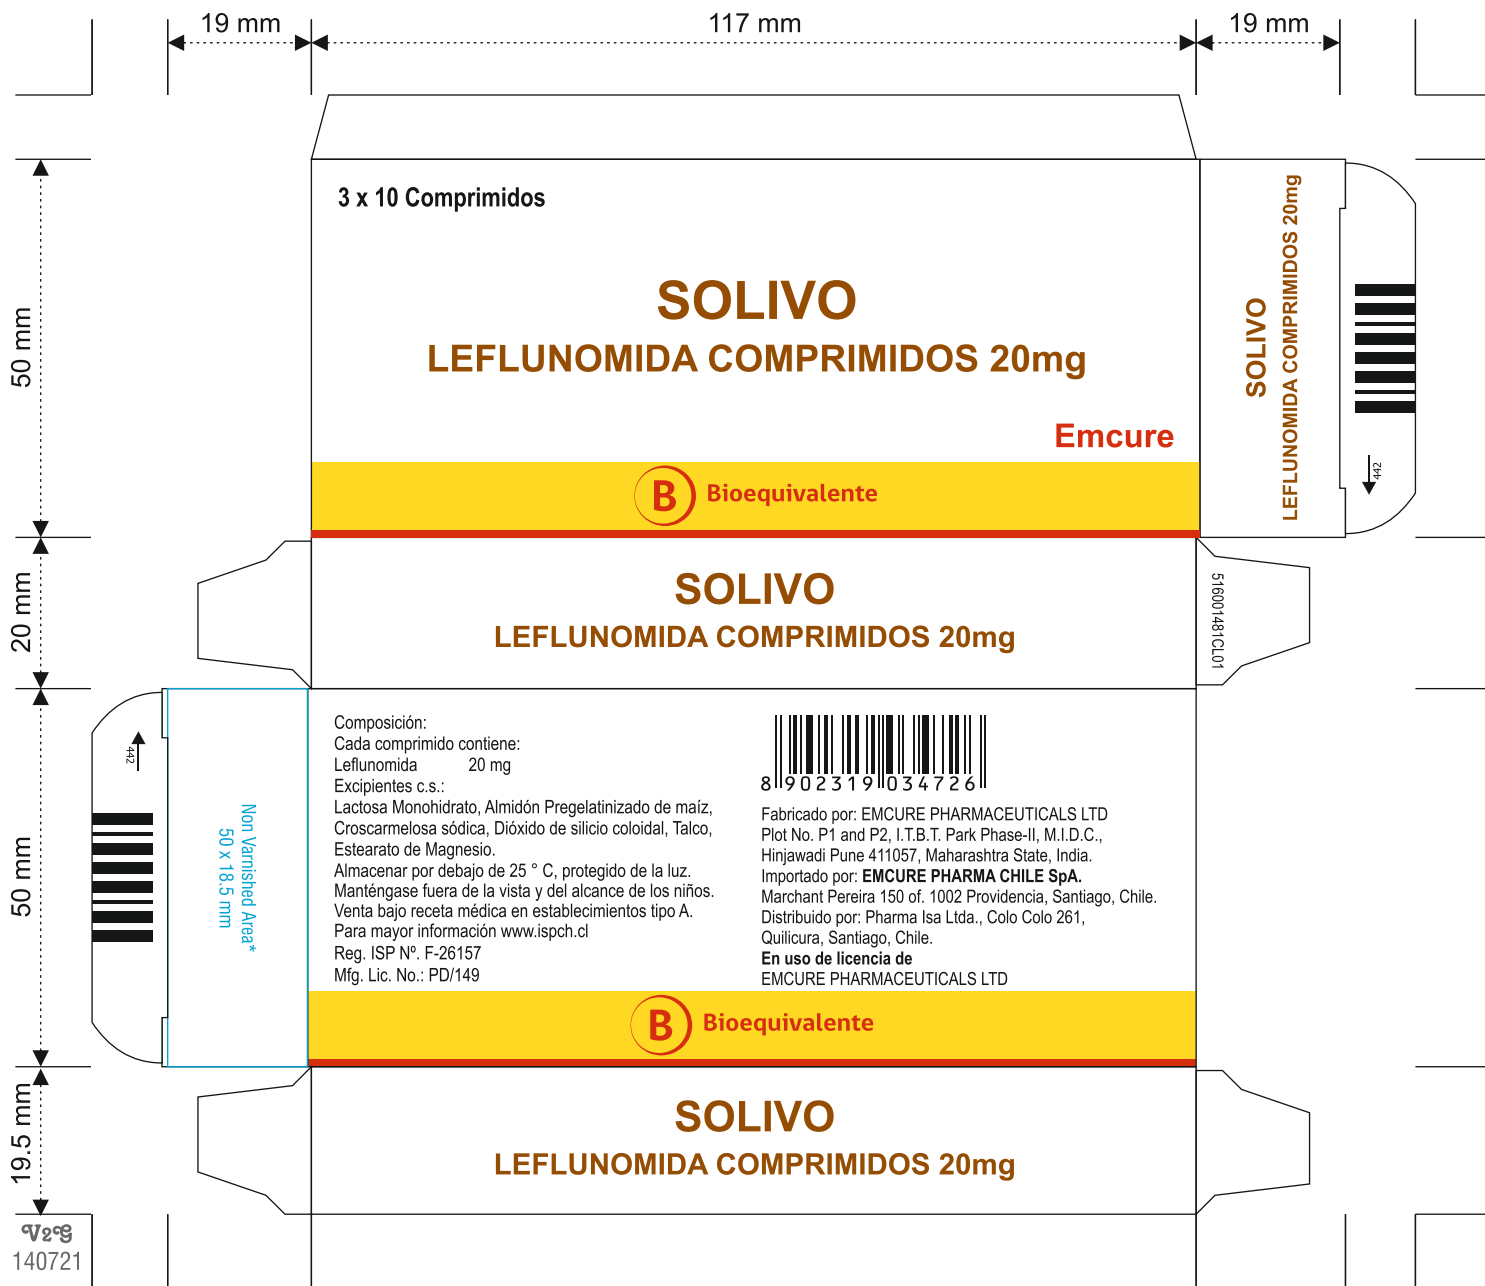 19 mm
117 mm
19 mm
50 mm
20 mm
50 mm
19.5 mm
3 x 10 Comprimidos
SOLIVO
LEFLUNOMIDA COMPRIMIDOS 20mg
Emcure
B Bioequivalente
SOLIVO
LEFLUNOMIDA COMPRIMIDOS 20mg
442
SOLIVO
LEFLUNOMIDA COMPRIMIDOS 20mg
516001481CL01
442
Non Varnished Area*
50 x 18.5 mm
Composición:
Cada comprimido contiene:
Leflunomida 20 mg
Excipientes c.s.:
Lactosa Monohidrato, Almidón Pregelatinizado de maíz,
Croscarmelosa sódica, Dióxido de silicio coloidal, Talco,
Estearato de Magnesio.
Almacenar por debajo de 25 ° C, protegido de la luz.
Manténgase fuera de la vista y del alcance de los niños.
Venta bajo receta médica en establecimientos tipo A.
Para mayor información www.ispch.cl
Reg. ISP Nº. F-26157
Mfg. Lic. No.: PD/149
8 902319 034726
Fabricado por: EMCURE PHARMACEUTICALS LTD
Plot No. P1 and P2, I.T.B.T. Park Phase-II, M.I.D.C.,
Hinjawadi Pune 411057, Maharashtra State, India.
Importado por: EMCURE PHARMA CHILE SpA.
Marchant Pereira 150 of. 1002 Providencia, Santiago, Chile.
Distribuido por: Pharma Isa Ltda., Colo Colo 261,
Quilicura, Santiago, Chile.
En uso de licencia de
EMCURE PHARMACEUTICALS LTD
B Bioequivalente
SOLIVO
LEFLUNOMIDA COMPRIMIDOS 20mg
V2G
140721